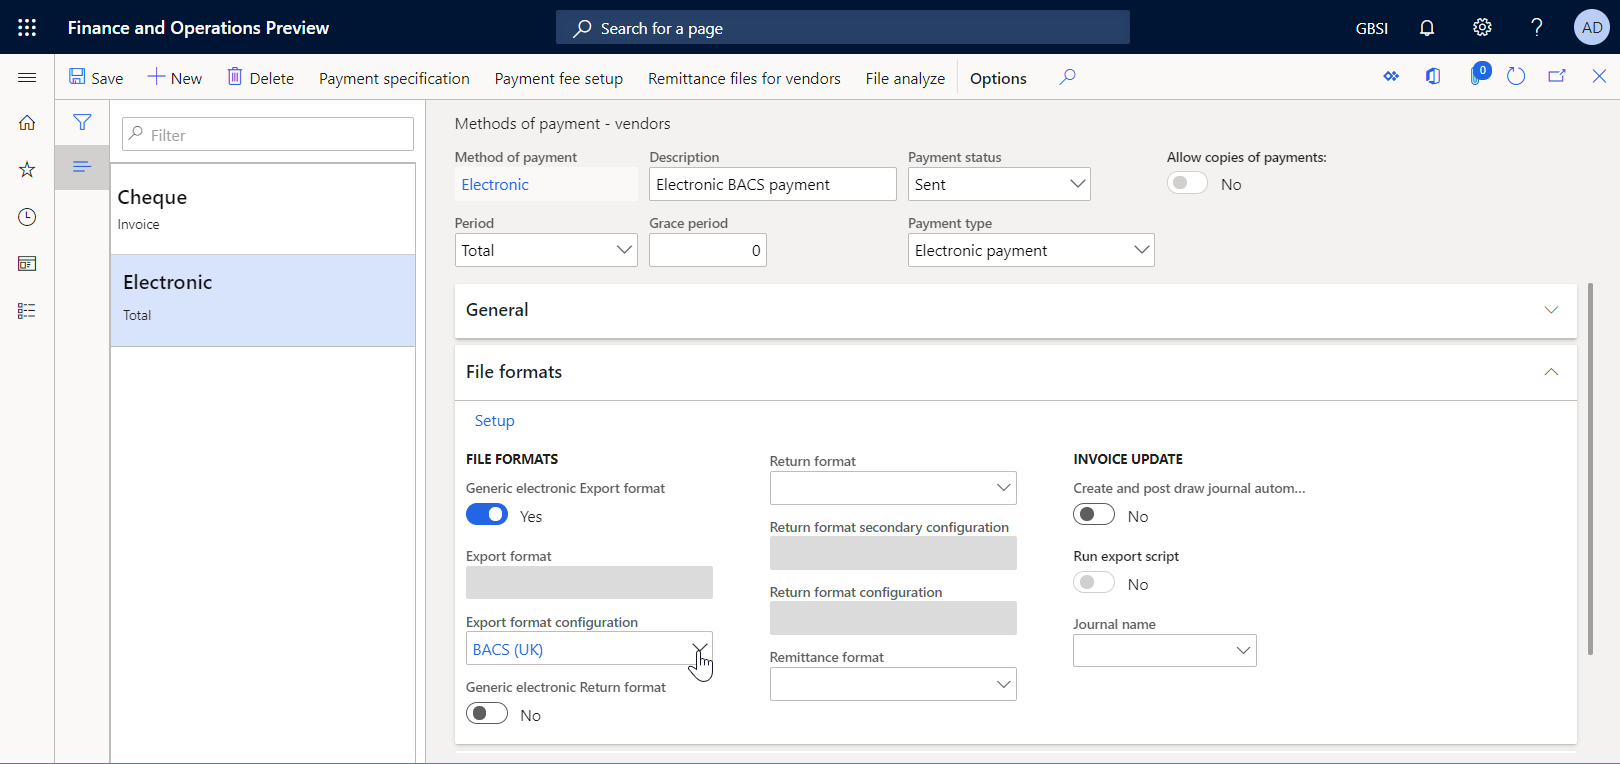 Finance and Operations Preview
Search for a page
GBSI
?
AD
Save
New
Delete
Payment specification
Payment fee setup
Remittance files for vendors
File analyze
Options
0
Filter
Cheque
Invoice
Electronic
Total
Methods of payment - vendors
Method of payment
Description
Payment status
Allow copies of payments:
Electronic
Electronic BACS payment
Sent
No
Period
Grace period
Payment type
Total
0
Electronic payment
General
File formats
Setup
FILE FORMATS
Generic electronic Export format
Yes
Export format
Export format configuration
BACS (UK)
Generic electronic Return format
No
Return format
Return format secondary configuration
Return format configuration
Remittance format
INVOICE UPDATE
Create and post draw journal autom...
No
Run export script
No
Journal name